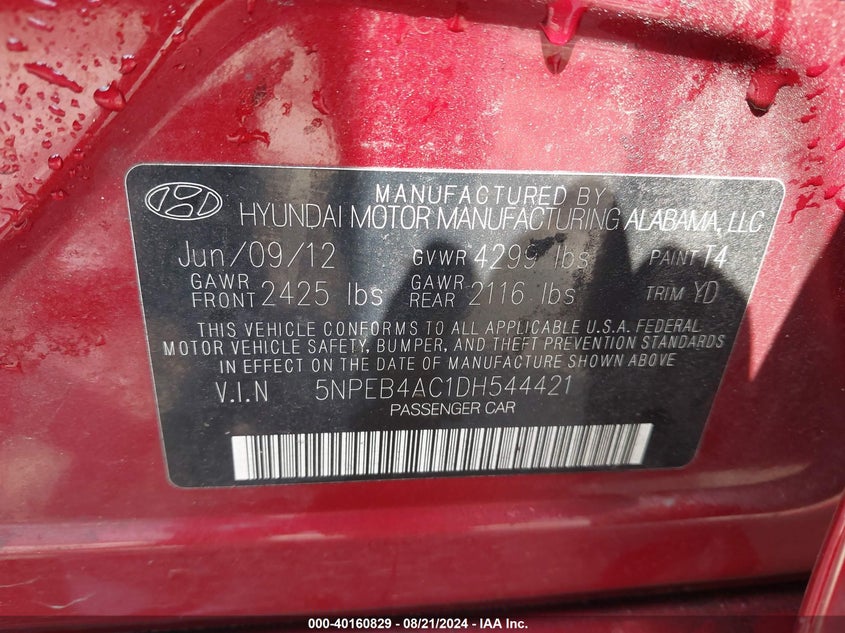 MANUFACTURED BY
HYUNDAI MOTOR MANUFACTURING ALABAMA, LLC
Jun/09/12 GVWR 4299 lbs PAINT T4
GAWR FRONT 2425 lbs GAWR REAR 2116 lbs TRIM YD
THIS VEHICLE CONFORMS TO ALL APPLICABLE U.S.A. FEDERAL
MOTOR VEHICLE SAFETY, BUMPER, AND THEFT PREVENTION STANDARDS
IN EFFECT ON THE DATE OF MANUFACTURE SHOWN ABOVE
V.I.N 5NPEB4AC1DH544421
PASSENGER CAR
000-40160829 - 08/21/2024 - IAA Inc.